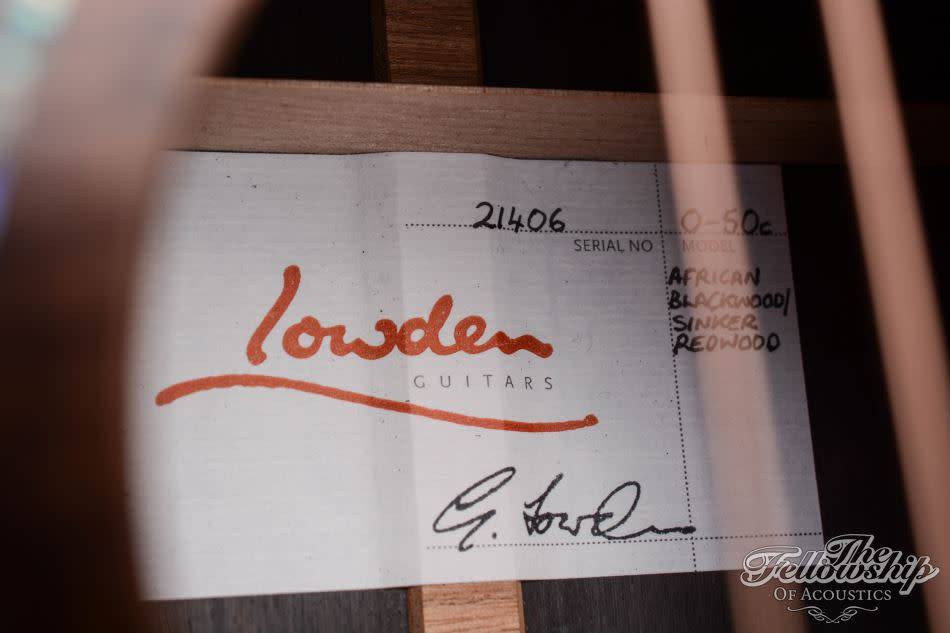 21406
SERIAL NO
O-50c
MODEL
AFRICAN
BLACKWOOD/
SINKER
REDWOOD
Lowden
GUITARS
G. Lowden
The
Fellowship
OF ACOUSTICS